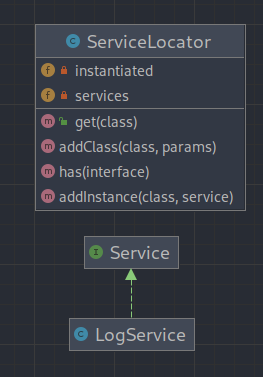 C ServiceLocator
f instantiated
f services
m get(class)
m addClass(class, params)
m has(interface)
m addInstance(class, service)
I Service
C LogService